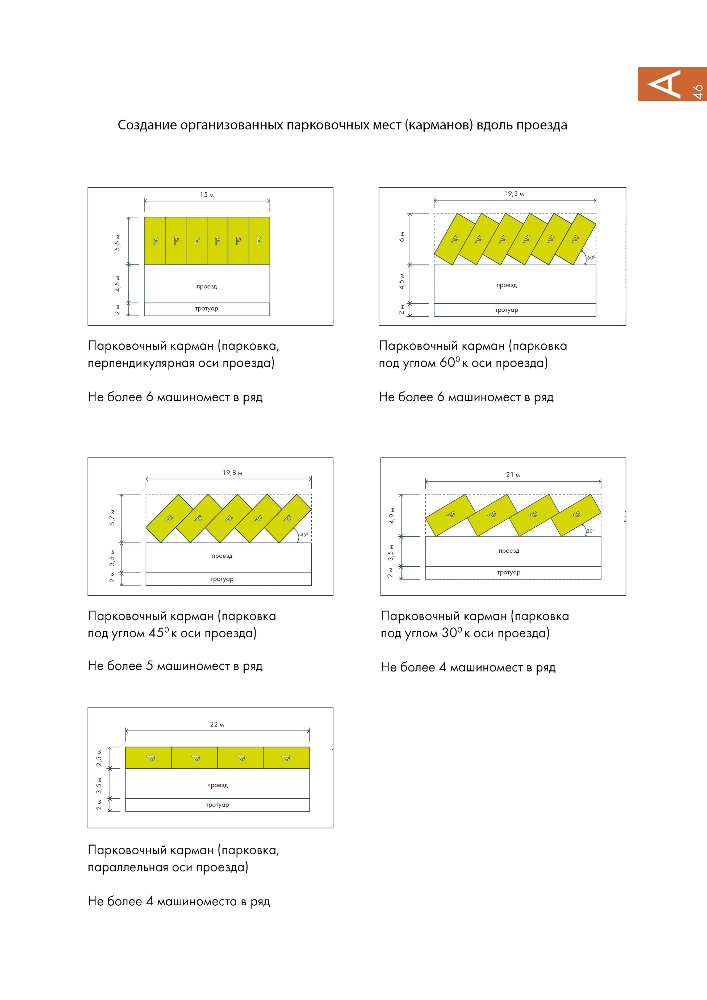 А
46
Создание организованных парковочных мест (карманов) вдоль проезда
15 м
5,5 м
4,5 м
2 м
Р Р Р Р Р Р
проезд
тротуар
Парковочный карман (парковка,
перпендикулярная оси проезда)
Не более 6 машиномест в ряд
19,3 м
6 м
4,5 м
2 м
Р Р Р Р Р Р
60⁰
проезд
тротуар
Парковочный карман (парковка
под углом 60⁰ к оси проезда)
Не более 6 машиномест в ряд
19,8 м
5,7 м
3,5 м
2 м
Р Р Р Р Р
45⁰
проезд
тротуар
Парковочный карман (парковка
под углом 45⁰ к оси проезда)
Не более 5 машиномест в ряд
21 м
4,9 м
3,5 м
2 м
Р Р Р Р
30⁰
проезд
тротуар
Парковочный карман (парковка
под углом 30⁰ к оси проезда)
Не более 4 машиномест в ряд
22 м
2,5 м
3,5 м
2 м
Р Р Р Р
проезд
тротуар
Парковочный карман (парковка,
параллельная оси проезда)
Не более 4 машиноместа в ряд